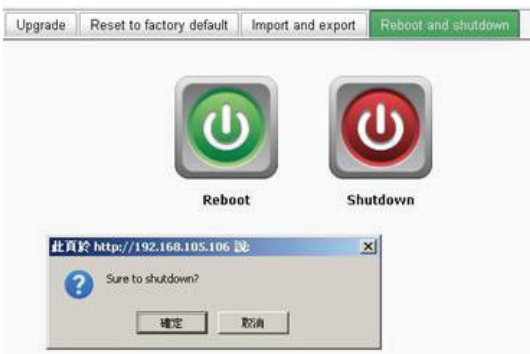 Upgrade Reset to factory default Import and export Reboot and shutdown
Reboot Shutdown
此頁於 http://192.168.105.106 說:
Sure to shutdown?
確定 取消